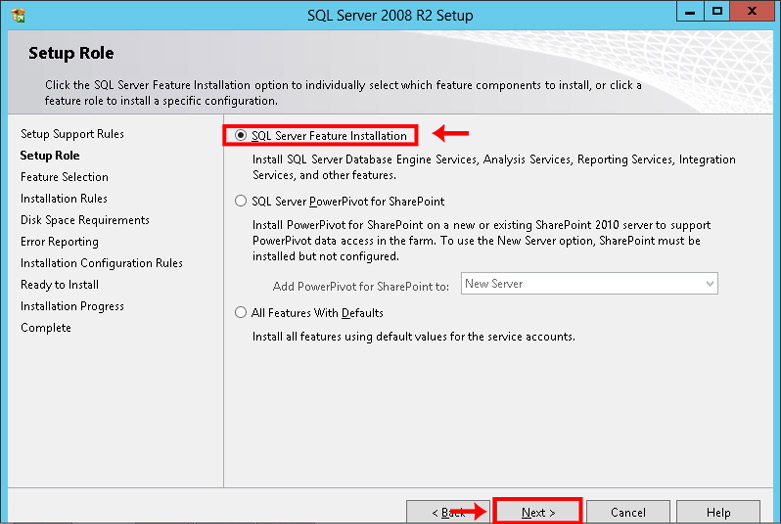 SQL Server 2008 R2 Setup
Setup Role
Click the SQL Server Feature Installation option to individually select which feature components to install, or click a
feature role to install a specific configuration.
Setup Support Rules
Setup Role
Feature Selection
Installation Rules
Disk Space Requirements
Error Reporting
Installation Configuration Rules
Ready to Install
Installation Progress
Complete
SQL Server Feature Installation
Install SQL Server Database Engine Services, Analysis Services, Reporting Services, Integration
Services, and other features.
SQL Server PowerPivot for SharePoint
Install PowerPivot for SharePoint on a new or existing SharePoint 2010 server to support
PowerPivot data access in the farm. To use the New Server option, SharePoint must be
installed but not configured.
Add PowerPivot for SharePoint to:
New Server
All Features With Defaults
Install all features using default values for the service accounts.
< Back
Next >
Cancel
Help